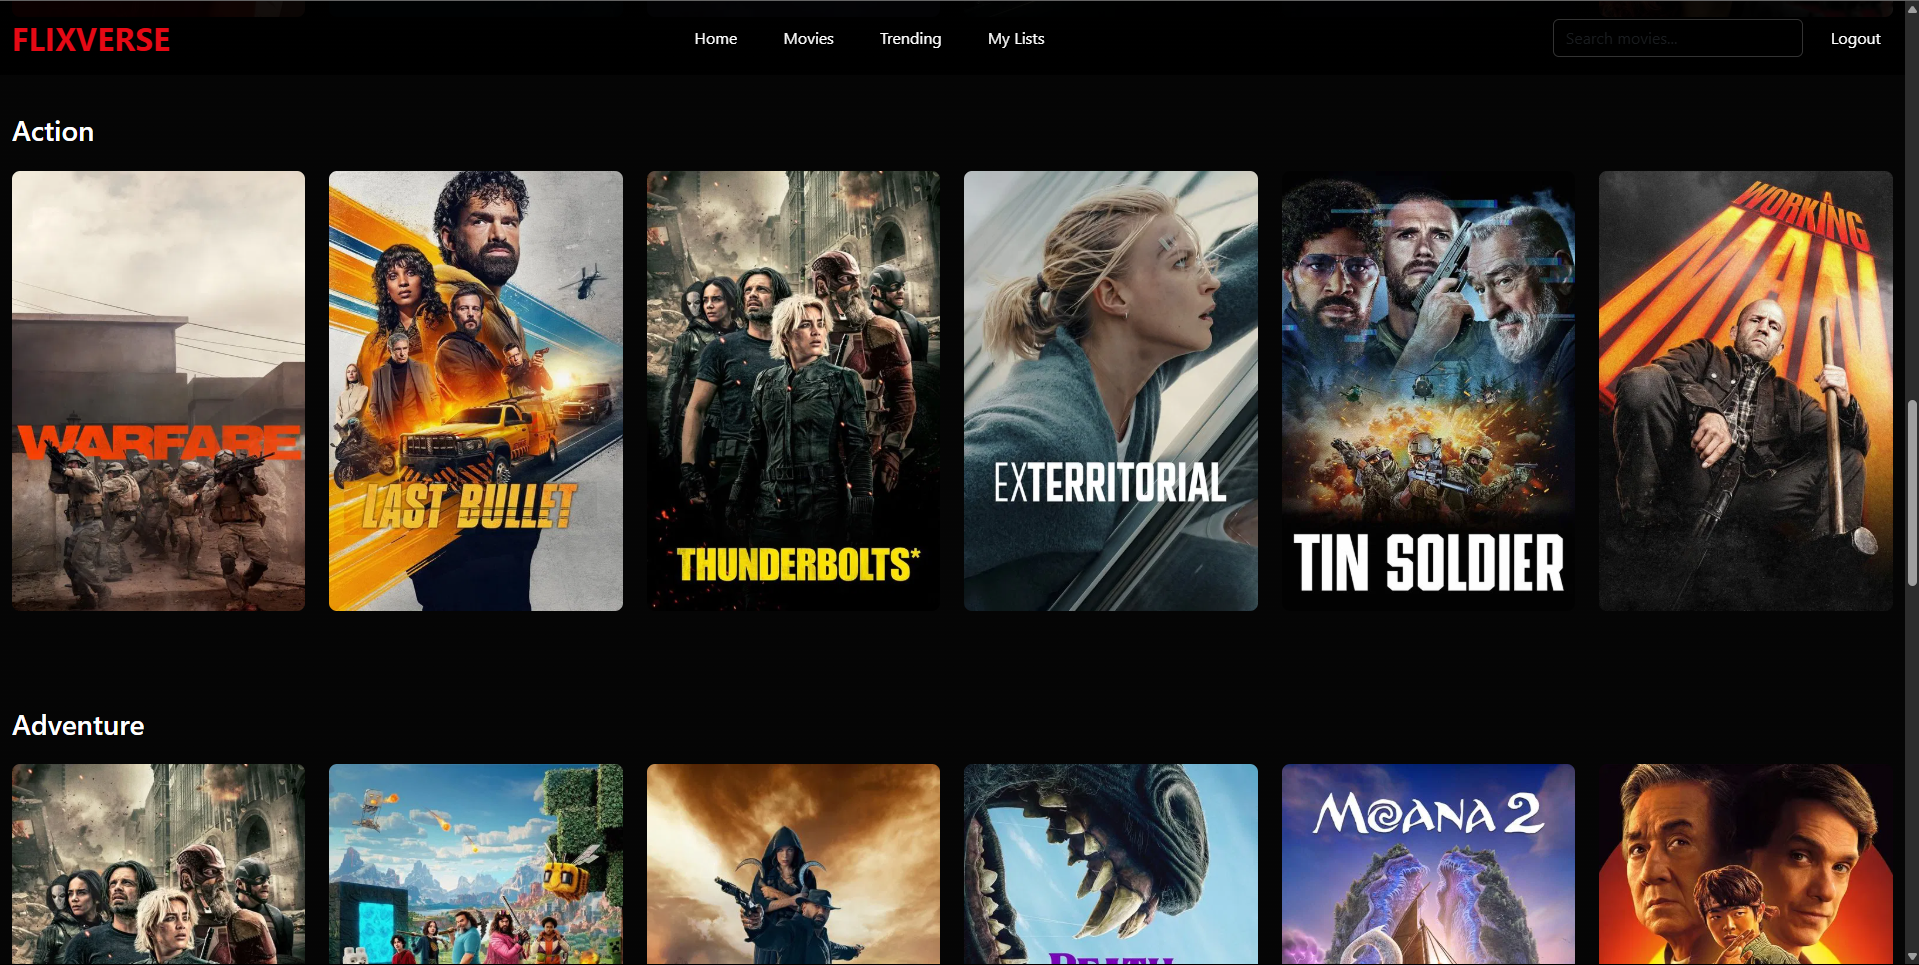 FLIXVERSE
Home Movies Trending My Lists
Search movies...
Logout
Action
WARFARE
LAST BULLET
THUNDERBOLTS*
EXTERRITORIAL
TIN SOLDIER
A
WORKING
MAN
Adventure
MOANA 2
DEATH